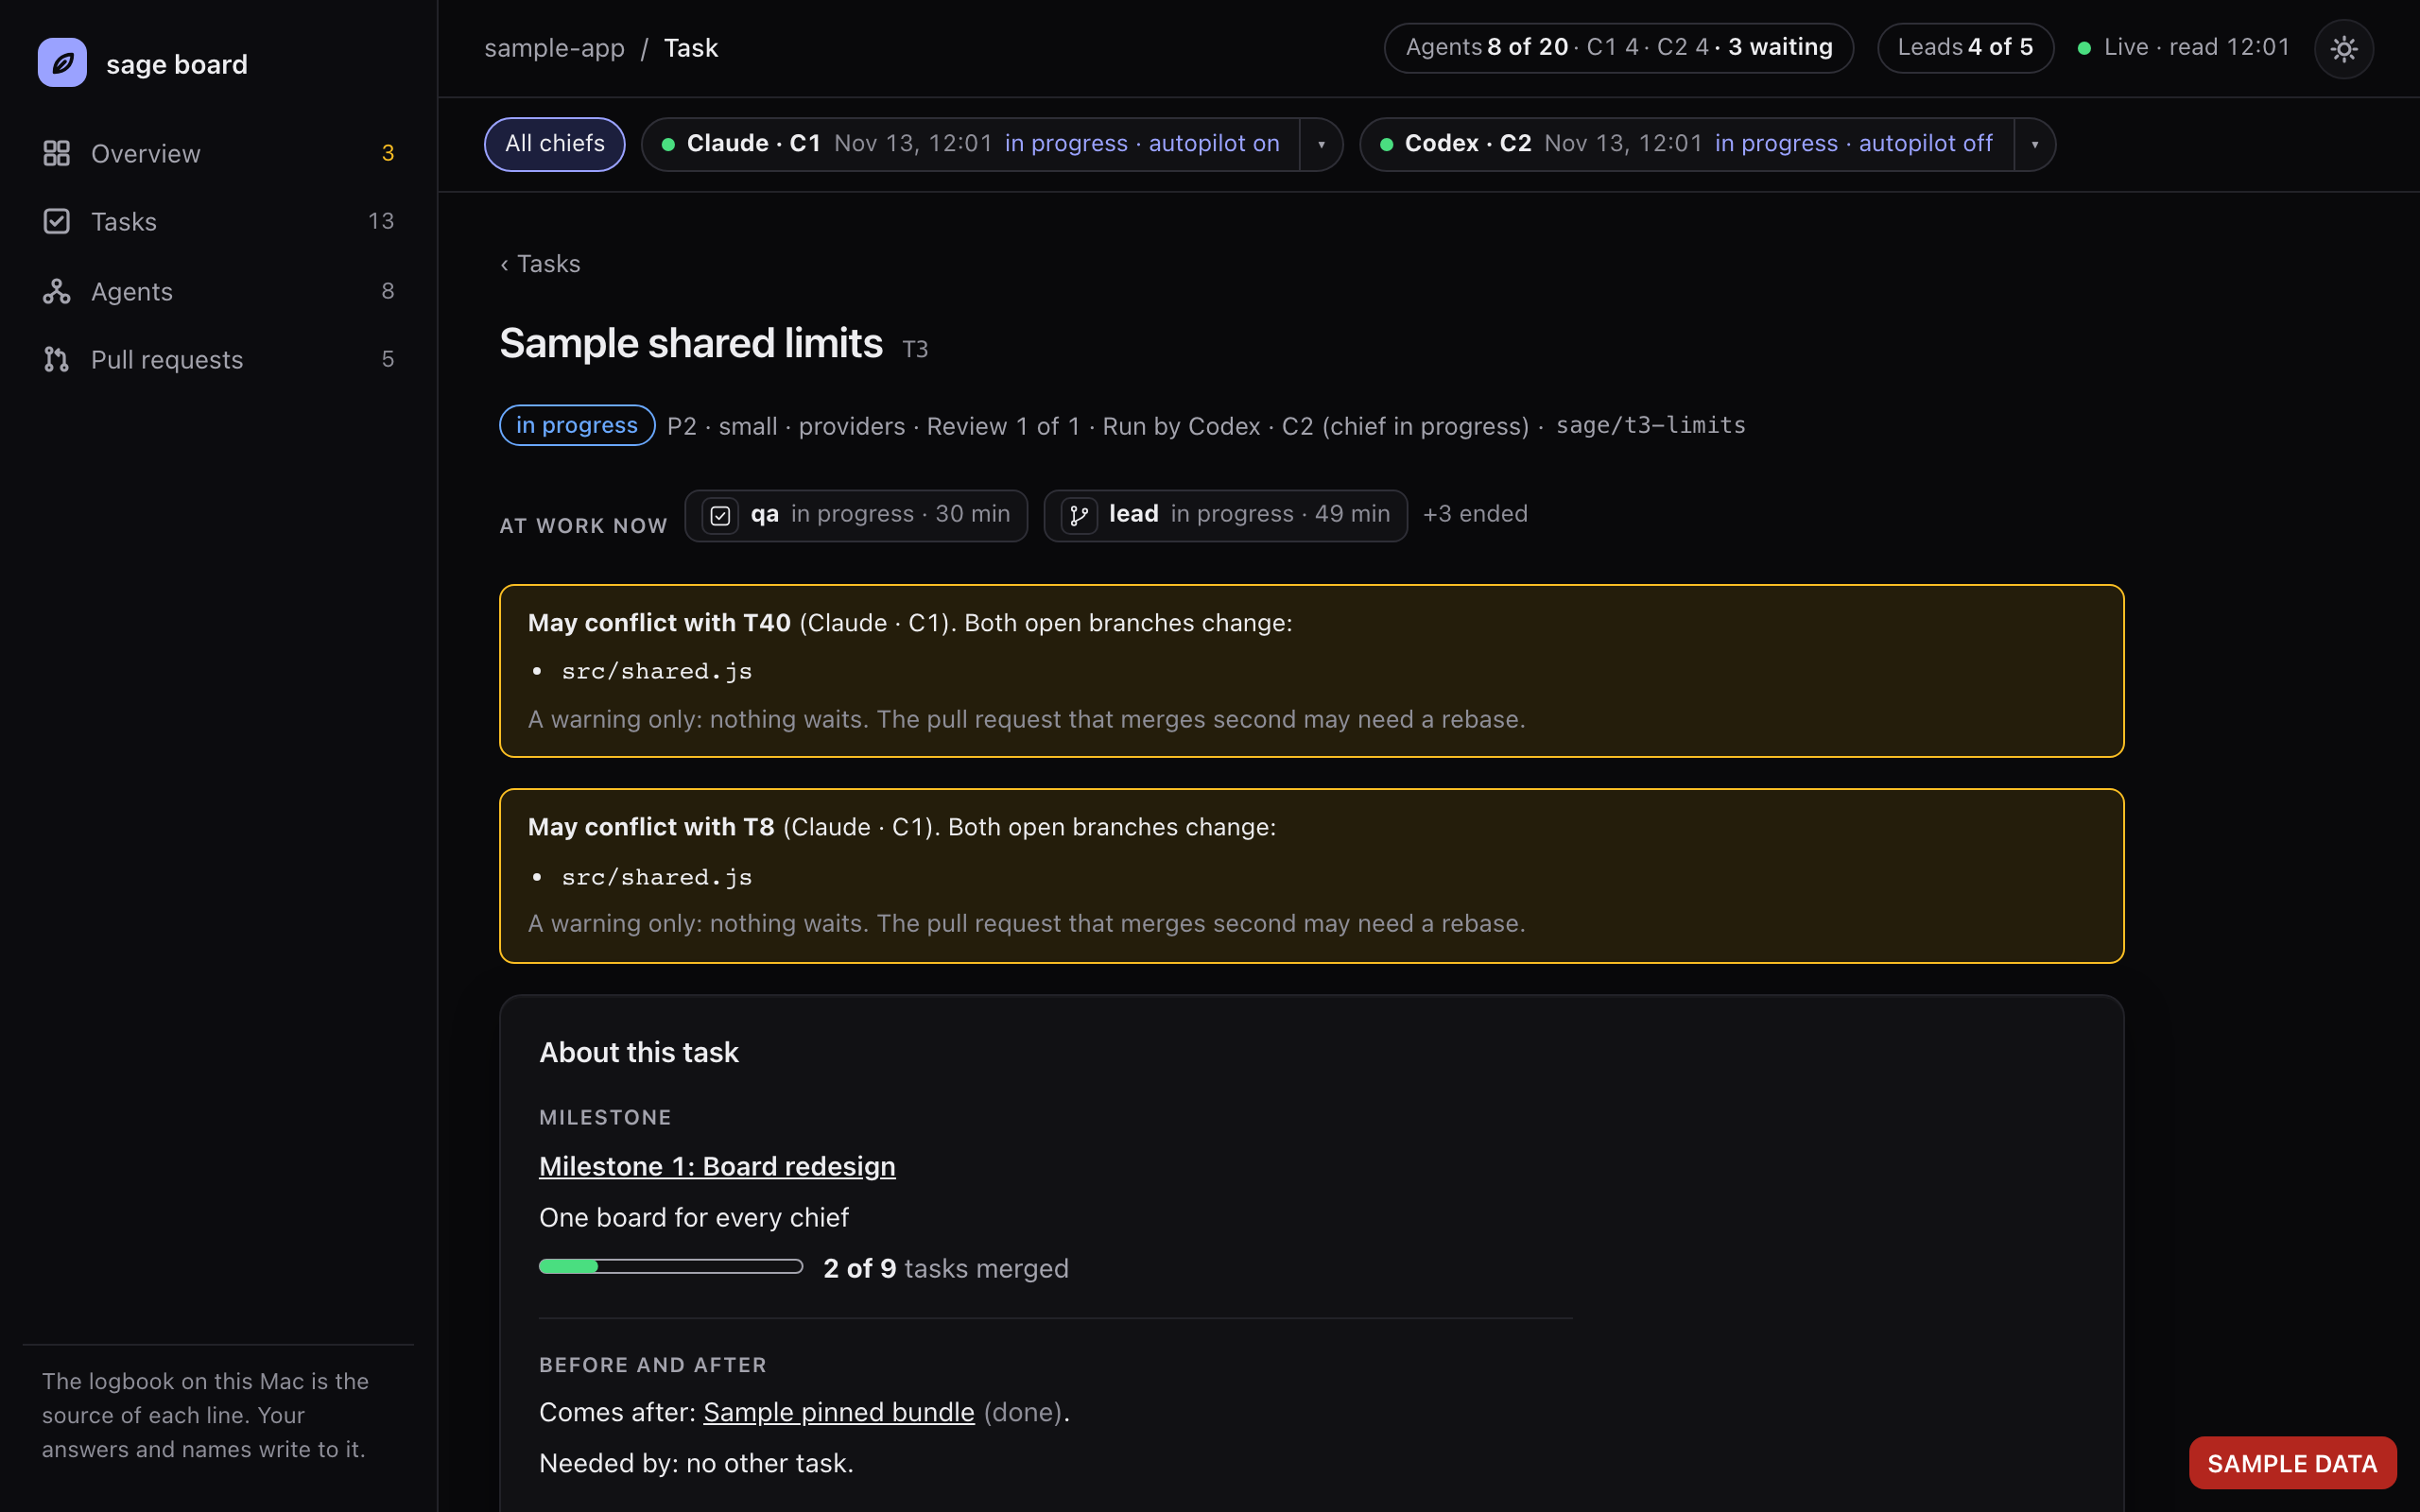 sage board
Overview 3
Tasks 13
Agents 8
Pull requests 5
The logbook on this Mac is the
source of each line. Your
answers and names write to it.
sample-app / Task
Agents 8 of 20 · C1 4 · C2 4 · 3 waiting
Leads 4 of 5
Live · read 12:01
All chiefs
Claude · C1 Nov 13, 12:01 in progress · autopilot on
Codex · C2 Nov 13, 12:01 in progress · autopilot off
‹ Tasks
Sample shared limits T3
in progress P2 · small · providers · Review 1 of 1 · Run by Codex · C2 (chief in progress) · sage/t3-limits
AT WORK NOW qa in progress · 30 min lead in progress · 49 min +3 ended
May conflict with T40 (Claude · C1). Both open branches change:
• src/shared.js
A warning only: nothing waits. The pull request that merges second may need a rebase.
May conflict with T8 (Claude · C1). Both open branches change:
• src/shared.js
A warning only: nothing waits. The pull request that merges second may need a rebase.
About this task
MILESTONE
Milestone 1: Board redesign
One board for every chief
2 of 9 tasks merged
BEFORE AND AFTER
Comes after: Sample pinned bundle (done).
Needed by: no other task.
SAMPLE DATA